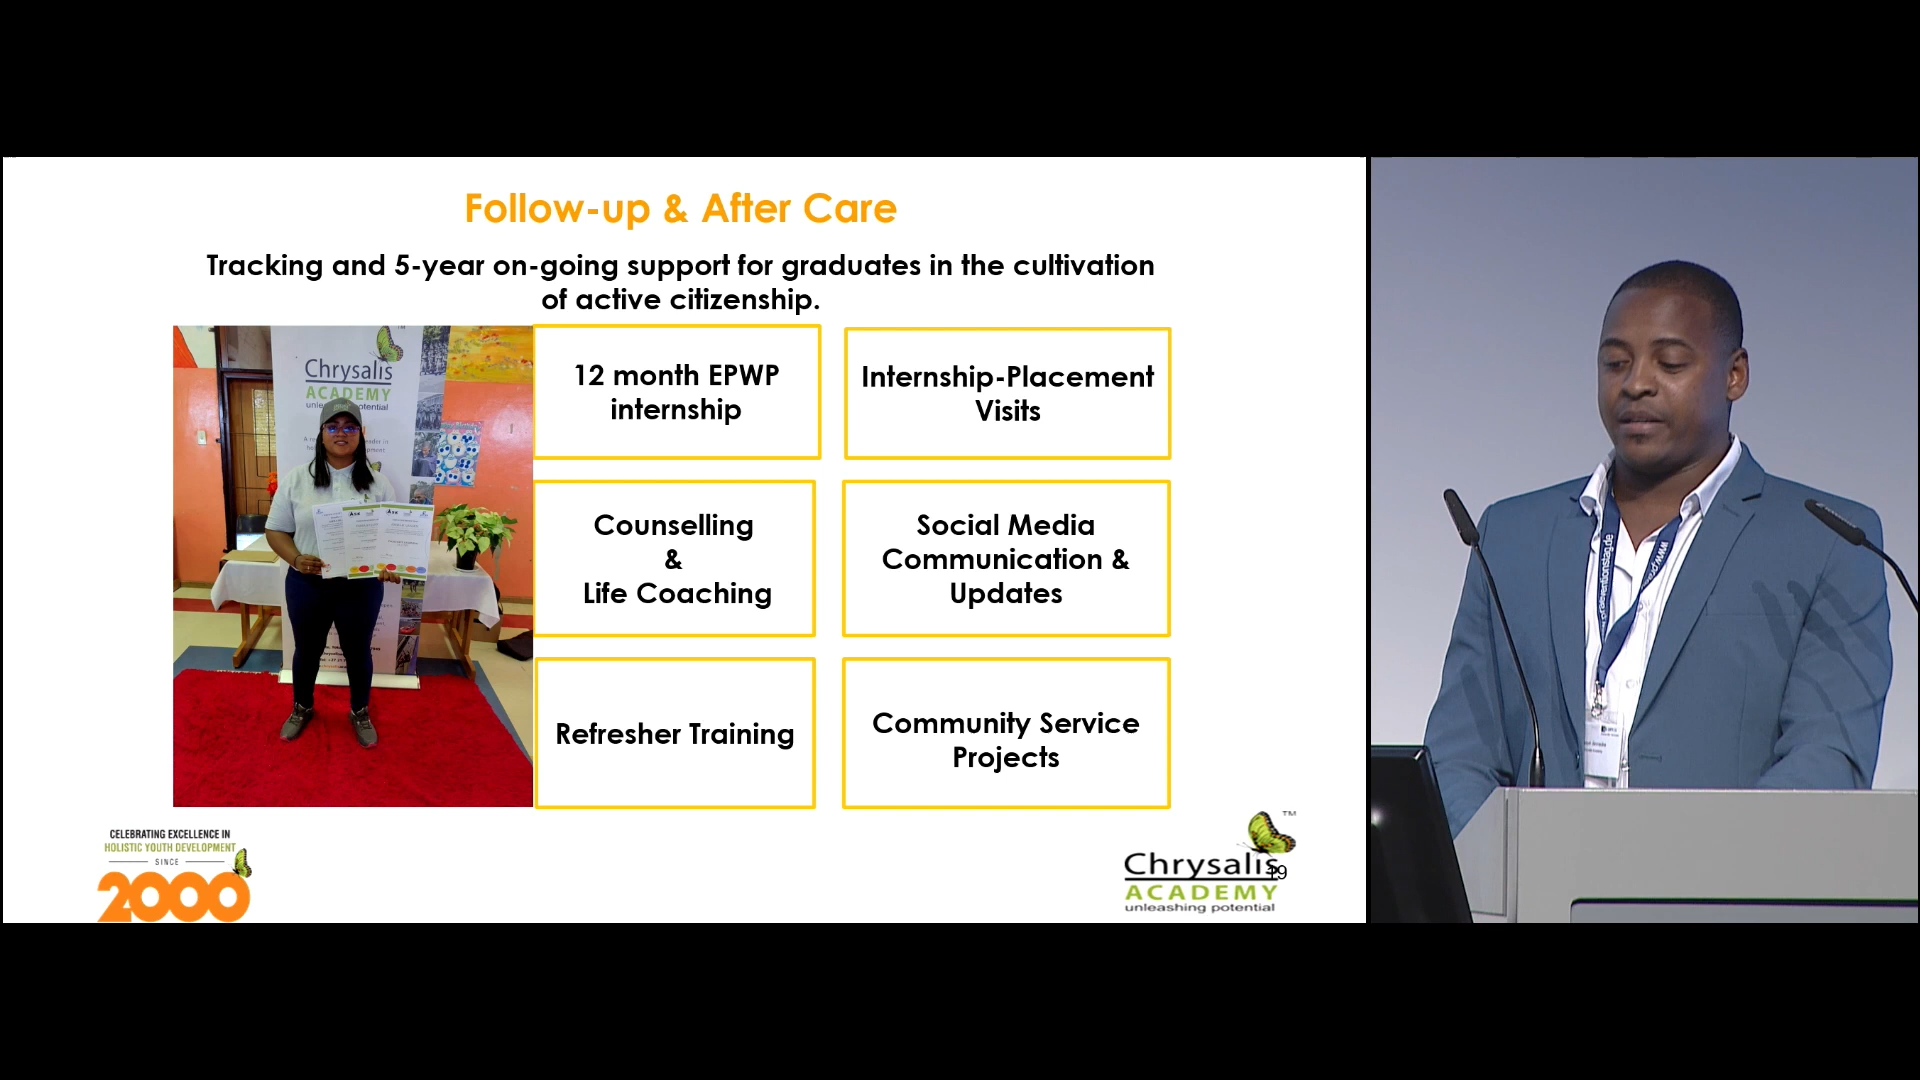 Follow-up & After Care
Tracking and 5-year on-going support for graduates in the cultivation
of active citizenship.
12 month EPWP
internship
Internship-Placement
Visits
Counselling
&
Life Coaching
Social Media
Communication &
Updates
Refresher Training
Community Service
Projects
Chrysalis
ACADEMY
CELEBRATING EXCELLENCE IN
HOLISTIC YOUTH DEVELOPMENT
SINCE
2000
TM
Chrysalis
19
ACADEMY
unleashing potential